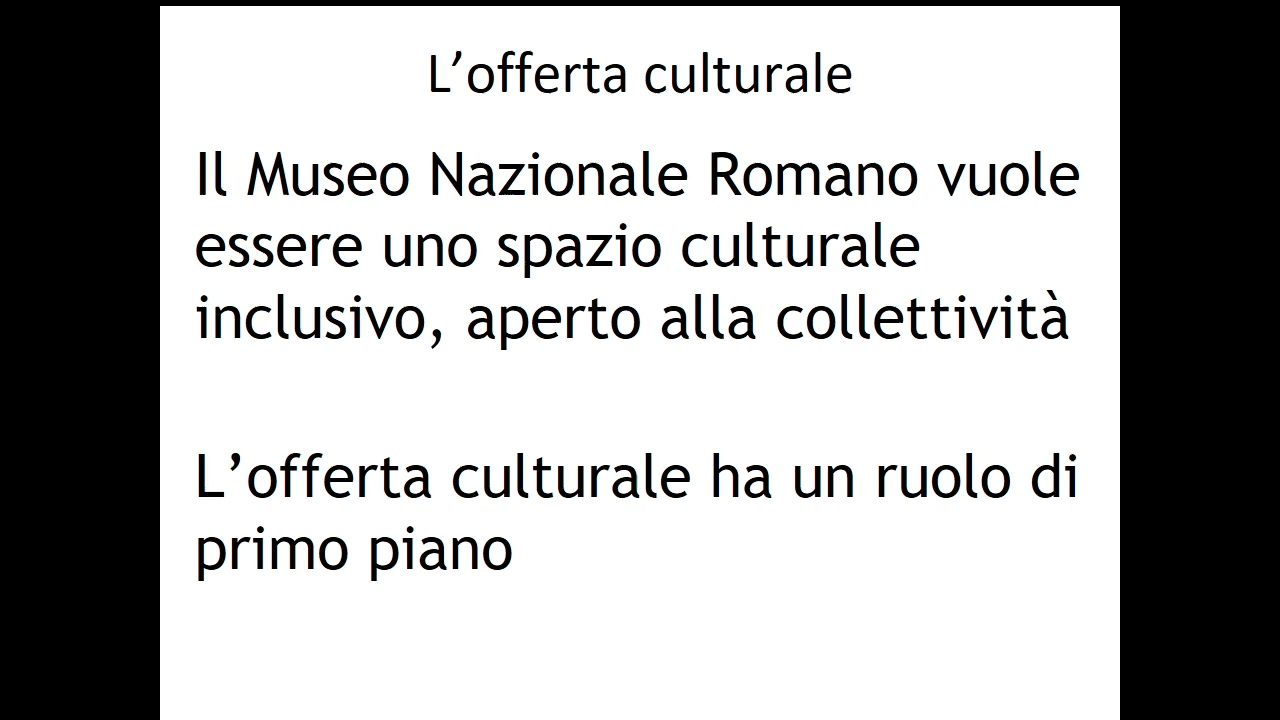 L’offerta culturale
Il Museo Nazionale Romano vuole
essere uno spazio culturale
inclusivo, aperto alla collettività
L’offerta culturale ha un ruolo di
primo piano